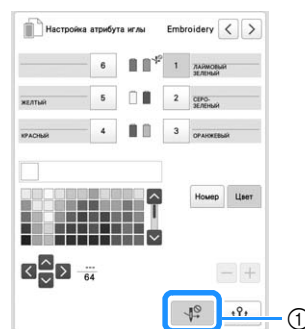 Настройка атрибута иглы Embroidery < >
6 1 ЛАЙМОВЫЙ
ЗЕЛЕНЫЙ
ЖЕЛТЫЙ 5 2 СЕРО-
ЗЕЛЕНЫЙ
КРАСНЫЙ 4 3 ОРАНЖЕВЫЙ
Номер Цвет
---
64 − +
①